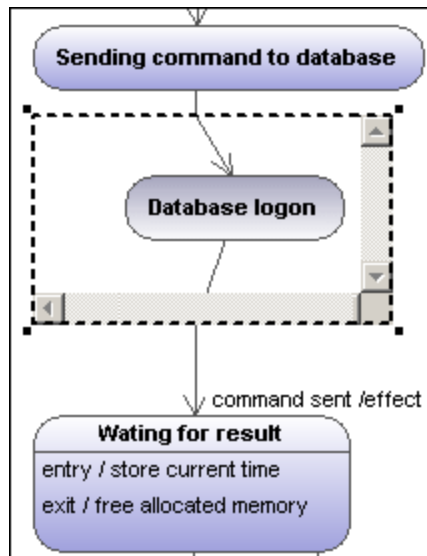 Sending command to database
Database logon
command sent /effect
Wating for result
entry / store current time
exit / free allocated memory